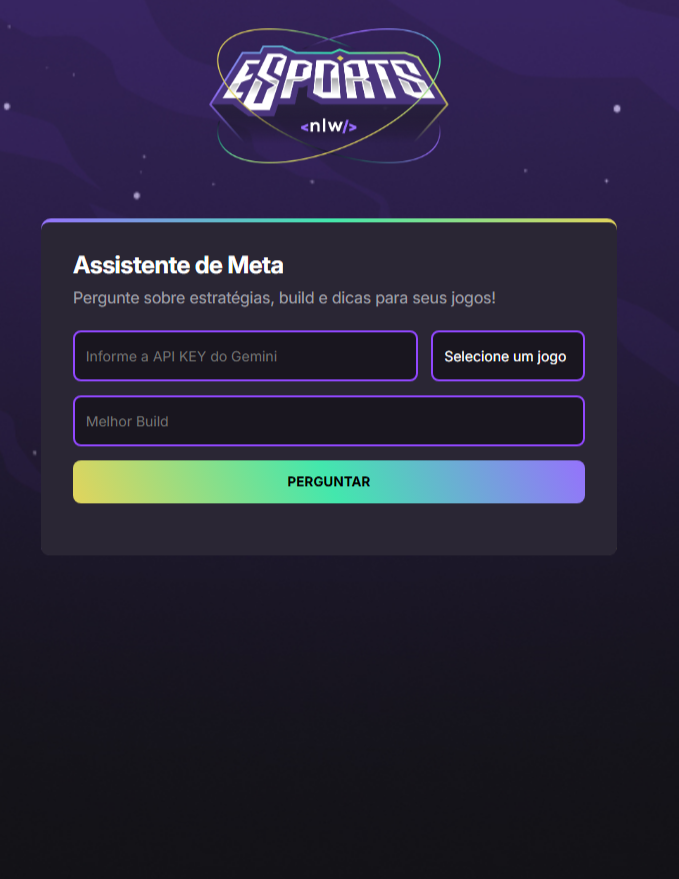 eSPORTS
<nlw/>
Assistente de Meta
Pergunte sobre estratégias, build e dicas para seus jogos!
Informe a API KEY do Gemini
Selecione um jogo
Melhor Build
PERGUNTAR